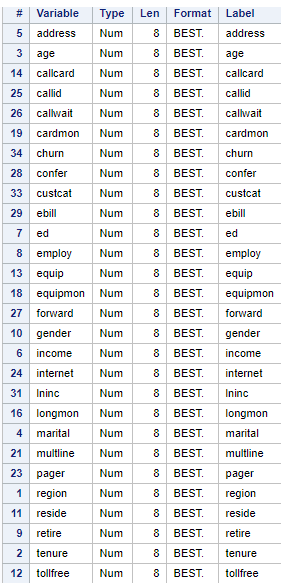 # Variable Type Len Format Label
5 address Num 8 BEST. address
3 age Num 8 BEST. age
14 callcard Num 8 BEST. callcard
25 callid Num 8 BEST. callid
26 callwait Num 8 BEST. callwait
19 cardmon Num 8 BEST. cardmon
34 churn Num 8 BEST. churn
28 confer Num 8 BEST. confer
33 custcat Num 8 BEST. custcat
29 ebill Num 8 BEST. ebill
7 ed Num 8 BEST. ed
8 employ Num 8 BEST. employ
13 equip Num 8 BEST. equip
18 equipmon Num 8 BEST. equipmon
27 forward Num 8 BEST. forward
10 gender Num 8 BEST. gender
6 income Num 8 BEST. income
24 internet Num 8 BEST. internet
31 lninc Num 8 BEST. lninc
16 longmon Num 8 BEST. longmon
4 marital Num 8 BEST. marital
21 multline Num 8 BEST. multline
23 pager Num 8 BEST. pager
1 region Num 8 BEST. region
11 reside Num 8 BEST. reside
9 retire Num 8 BEST. retire
2 tenure Num 8 BEST. tenure
12 tollfree Num 8 BEST. tollfree